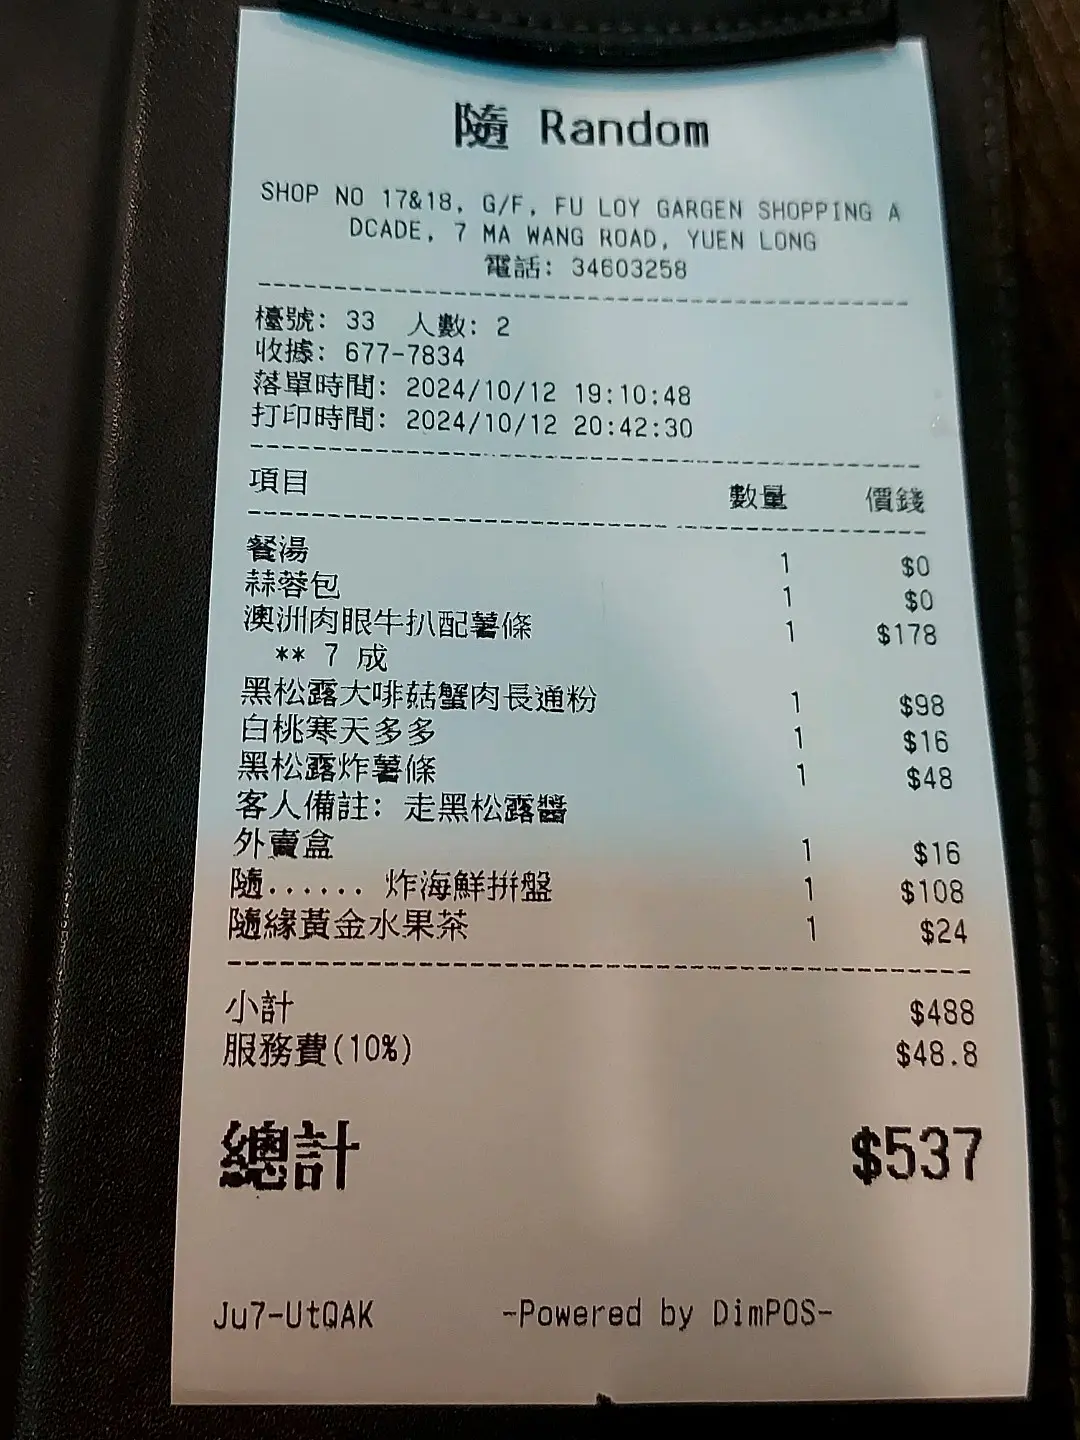 隨 Random
SHOP NO 17&18, G/F, FU LOY GARGEN SHOPPING A
DCADE, 7 MA WANG ROAD, YUEN LONG
電話: 34603258
檯號: 33 人數: 2
收據: 677-7834
落單時間: 2024/10/12 19:10:48
打印時間: 2024/10/12 20:42:30
項目 數量 價錢
餐湯 1 $0
蒜蓉包 1 $0
澳洲肉眼牛扒配薯條 1 $178
** 7 成
黑松露大啡菇蟹肉長通粉 1 $98
白桃寒天多多 1 $16
黑松露炸薯條 1 $48
客人備註: 走黑松露醬
外賣盒 1 $16
隨...... 炸海鮮拼盤 1 $108
隨緣黃金水果茶 1 $24
小計 $488
服務費(10%) $48.8
總計 $537
Ju7-UtQAK -Powered by DimPOS-